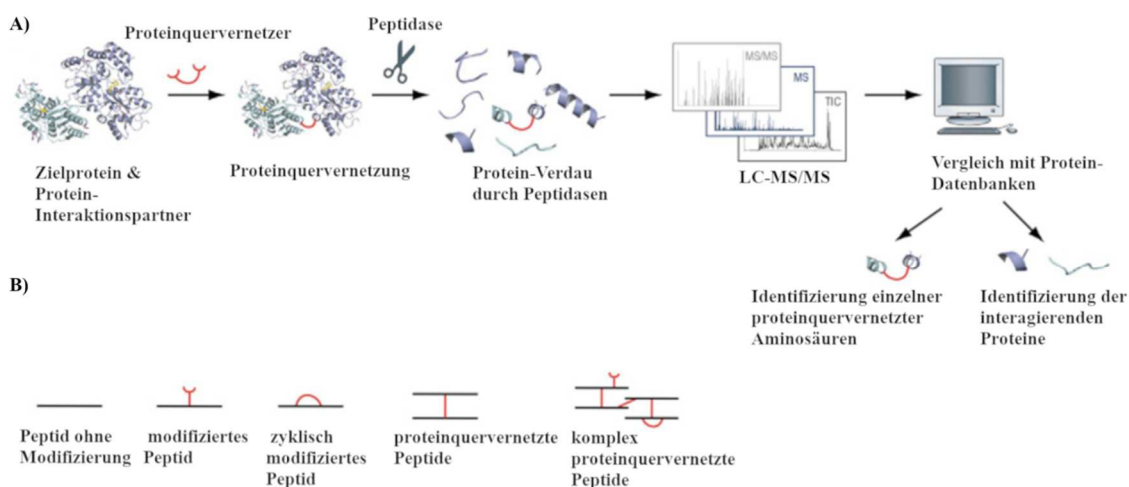 A)
Proteinquervernetzer
Peptidase
MS/MS
MS
TIC
Zielprotein &
Protein-
Interaktionspartner
Proteinquervernetzung
Protein-Verdau
durch Peptidasen
LC-MS/MS
Vergleich mit Protein-
Datenbanken
Identifizierung einzelner
proteinquervernetzter
Aminosäuren
Identifizierung der
interagierenden
Proteine
B)
Peptid ohne
Modifizierung
modifiziertes
Peptid
zyklisch
modifiziertes
Peptid
proteinquervernetzte
Peptide
komplex
proteinquervernetzte
Peptide